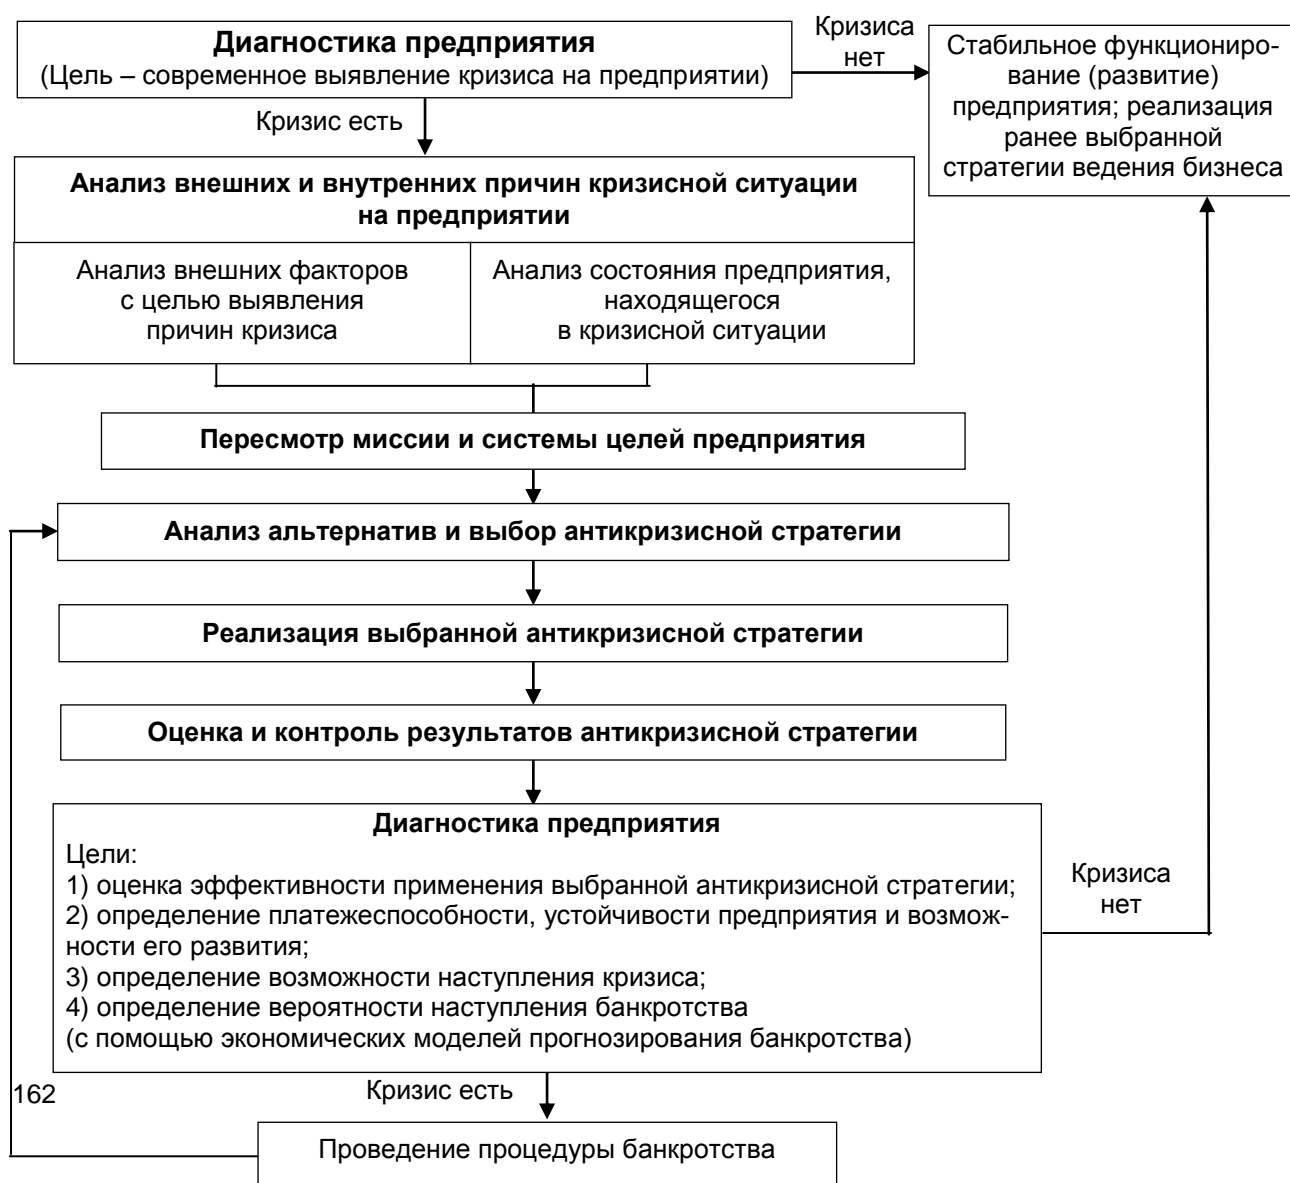 Диагностика предприятия
(Цель – современное выявление кризиса на предприятии)
Кризиса
нет
Стабильное функциониро-
вание (развитие)
предприятия; реализация
ранее выбранной
стратегии ведения бизнеса
Кризис есть
Анализ внешних и внутренних причин кризисной ситуации
на предприятии
Анализ внешних факторов
с целью выявления
причин кризиса
Анализ состояния предприятия,
находящегося
в кризисной ситуации
Пересмотр миссии и системы целей предприятия
Анализ альтернатив и выбор антикризисной стратегии
Реализация выбранной антикризисной стратегии
Оценка и контроль результатов антикризисной стратегии
Диагностика предприятия
Цели:
1) оценка эффективности применения выбранной антикризисной стратегии;
2) определение платежеспособности, устойчивости предприятия и возмож-
ности его развития;
3) определение возможности наступления кризиса;
4) определение вероятности наступления банкротства
(с помощью экономических моделей прогнозирования банкротства)
Кризиса
нет
Кризис есть
162
Проведение процедуры банкротства